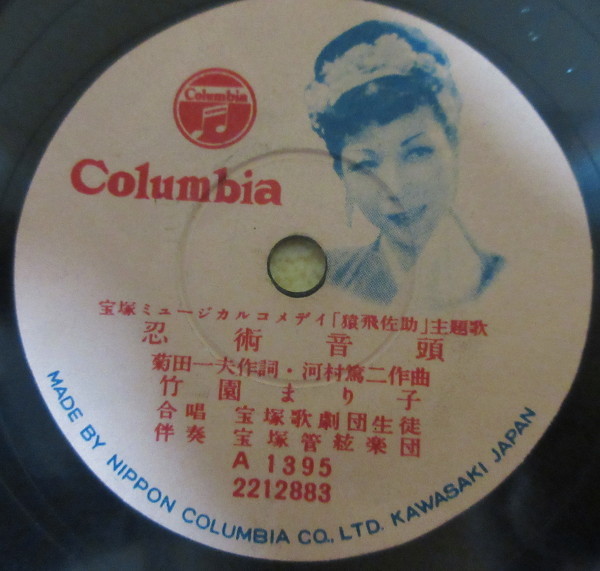 Columbia
Columbia
宝塚ミュージカルコメデイ「猿飛佐助」主題歌
忍術音頭
菊田一夫作詞・河村篤二作曲
竹園まり子
合唱 宝塚歌劇団生徒
伴奏 宝塚管絃楽団
A 1395
2212883
MADE BY NIPPON COLUMBIA CO., LTD. KAWASAKI JAPAN